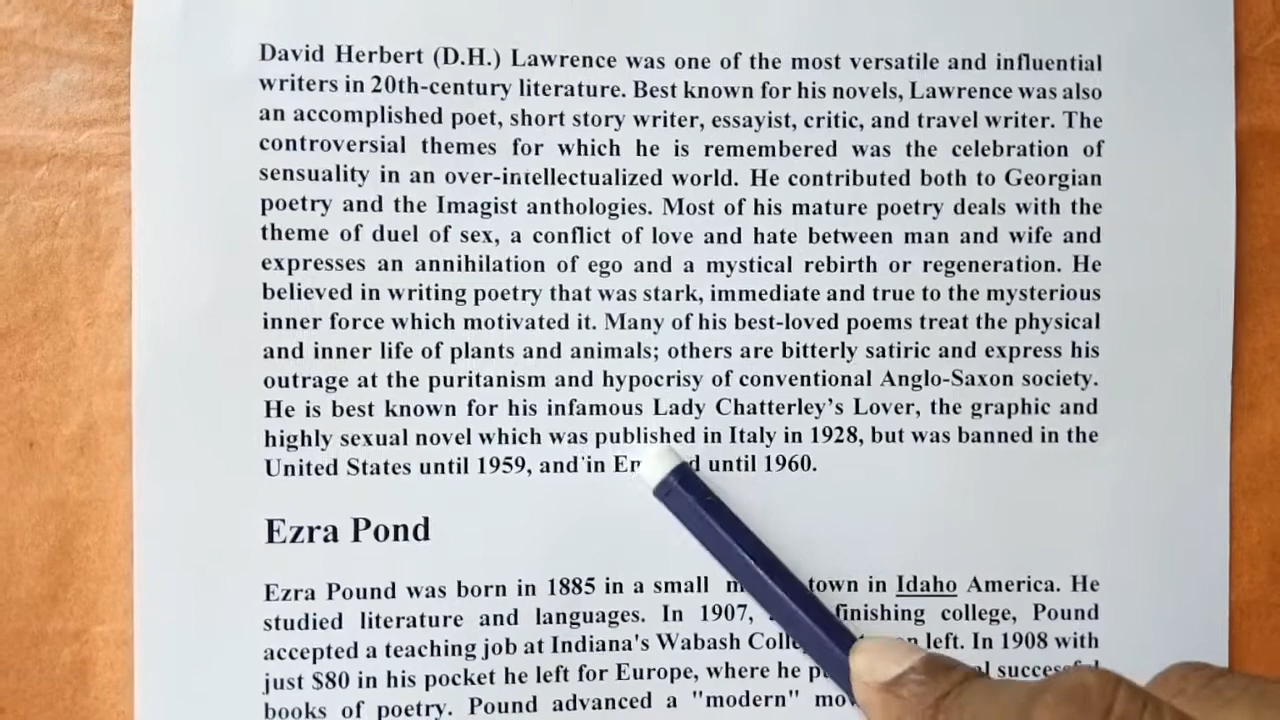 David Herbert (D.H.) Lawrence was one of the most versatile and influential
writers in 20th-century literature. Best known for his novels, Lawrence was also
an accomplished poet, short story writer, essayist, critic, and travel writer. The
controversial themes for which he is remembered was the celebration of
sensuality in an over-intellectualized world. He contributed both to Georgian
poetry and the Imagist anthologies. Most of his mature poetry deals with the
theme of duel of sex, a conflict of love and hate between man and wife and
expresses an annihilation of ego and a mystical rebirth or regeneration. He
believed in writing poetry that was stark, immediate and true to the mysterious
inner force which motivated it. Many of his best-loved poems treat the physical
and inner life of plants and animals; others are bitterly satiric and express his
outrage at the puritanism and hypocrisy of conventional Anglo-Saxon society.
He is best known for his infamous Lady Chatterley's Lover, the graphic and
highly sexual novel which was published in Italy in 1928, but was banned in the
United States until 1959, and in until 1960.
Ezra Pond
Ezra Pound was born in 1885 in a small town in Idaho America. He
studied literature and languages. In 1907, finishing college, Pound
accepted a teaching job at Indiana's Wabash left. In 1908 with
just $80 in his pocket he left for Europe, where he
books of poetry. Pound advanced a "modern"